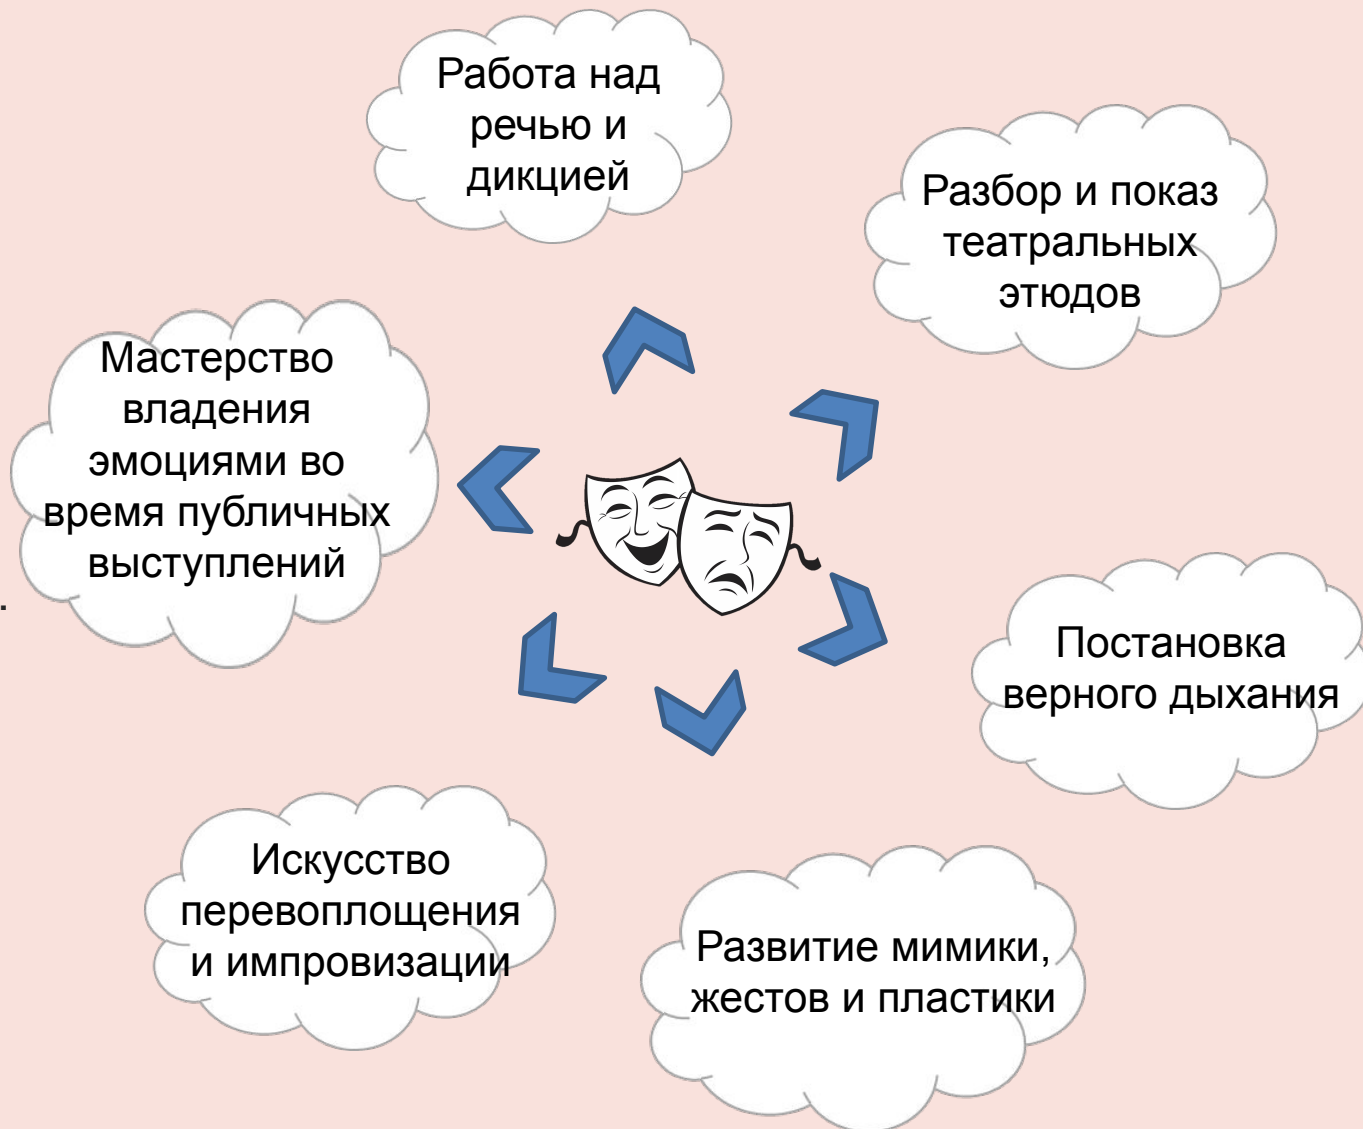 Работа над
речью и
дикцией
Разбор и показ
театральных
этюдов
Мастерство
владения
эмоциями во
время публичных
выступлений
.
Постановка
верного дыхания
Искусство
перевоплощения
и импровизации
Развитие мимики,
жестов и пластики